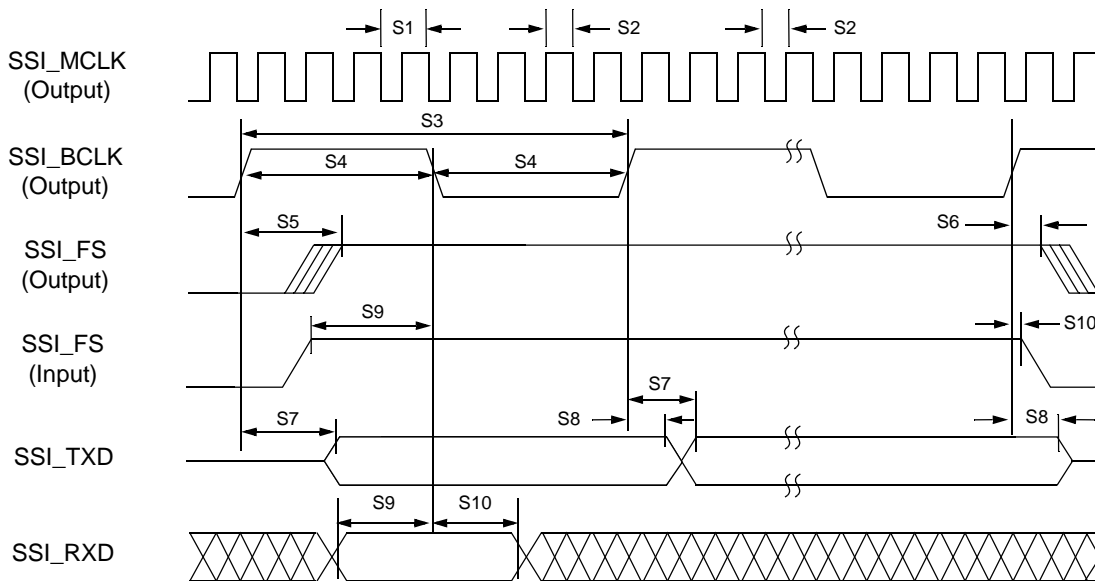 S1
S2
S2
SSI_MCLK
(Output)
S3
SSI_BCLK
(Output)
S4
S4
S5
S6
SSI_FS
(Output)
S9
S10
SSI_FS
(Input)
S7
S7
S8
S8
SSI_TXD
S9
S10
SSI_RXD